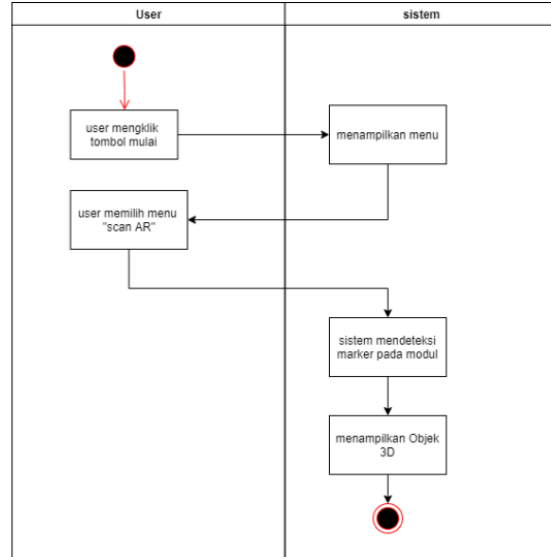 User
sistem
user mengklik
tombol mulai
menampilkan menu
user memilih menu
"scan AR"
sistem mendeteksi
marker pada modul
menampilkan Objek
3D